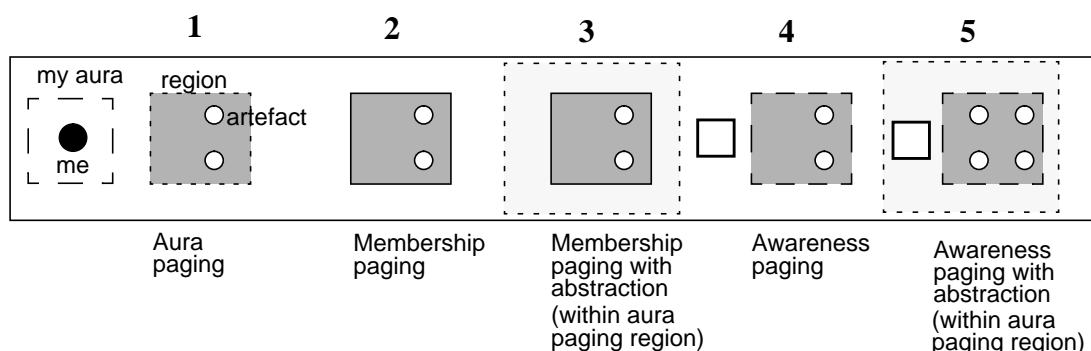 1 2 3 4 5
my aura
region
artefact
me
Aura
paging
Membership
paging
Membership
paging with
abstraction
(within aura
paging region)
Awareness
paging
Awareness
paging with
abstraction
(within aura
paging region)